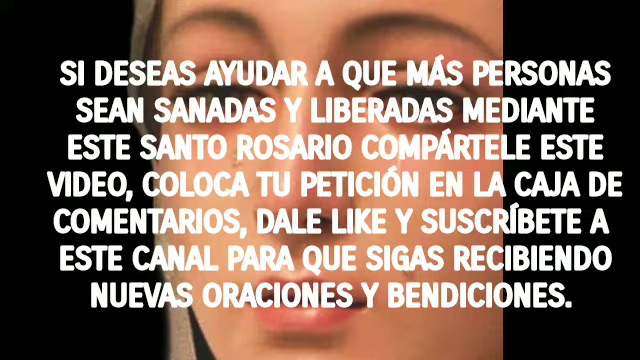 SI DESEAS AYUDAR A QUE MÁS PERSONAS
SEAN SANADAS Y LIBERADAS MEDIANTE
ESTE SANTO ROSARIO COMPÁRTELE ESTE
VIDEO, COLOCA TU PETICIÓN EN LA CAJA DE
COMENTARIOS, DALE LIKE Y SUSCRÍBETE A
ESTE CANAL PARA QUE SIGAS RECIBIENDO
NUEVAS ORACIONES Y BENDICIONES.